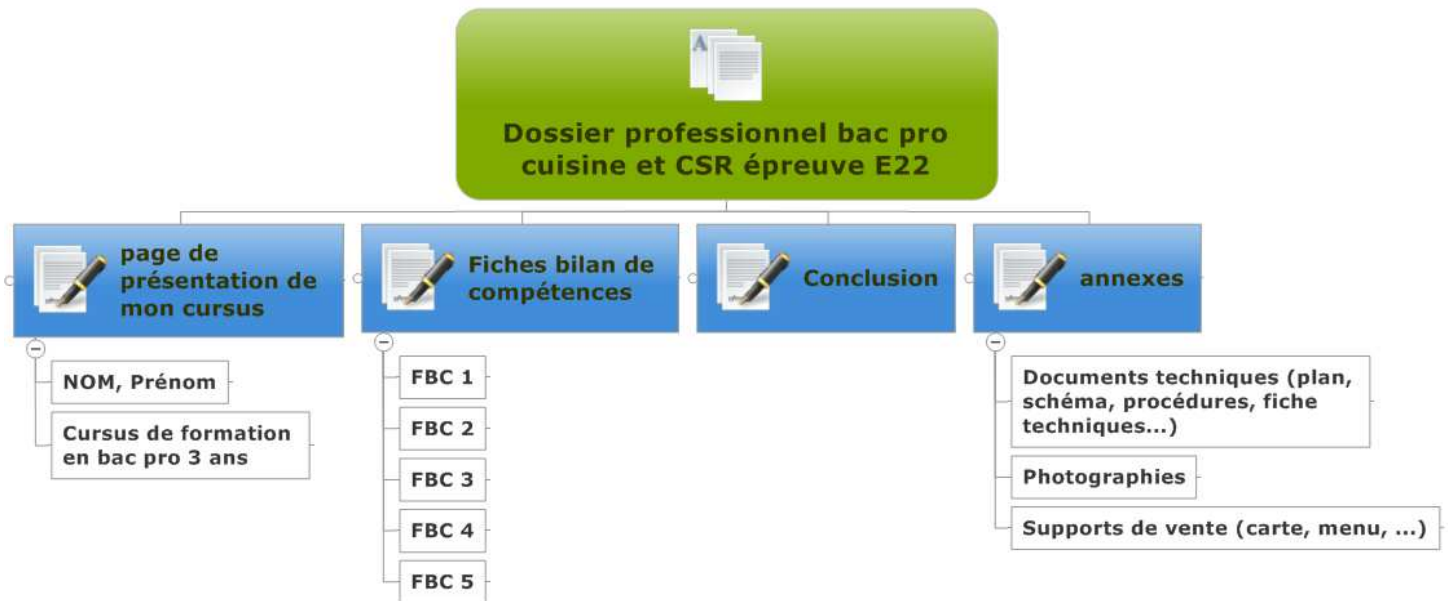 Dossier professionnel bac pro
cuisine et CSR épreuve E22
page de
présentation de
mon cursus
NOM, Prénom
Cursus de formation
en bac pro 3 ans
Fiches bilan de
compétences
FBC 1
FBC 2
FBC 3
FBC 4
FBC 5
Conclusion
annexes
Documents techniques (plan,
schéma, procédures, fiche
techniques...)
Photographies
Supports de vente (carte, menu, ...)